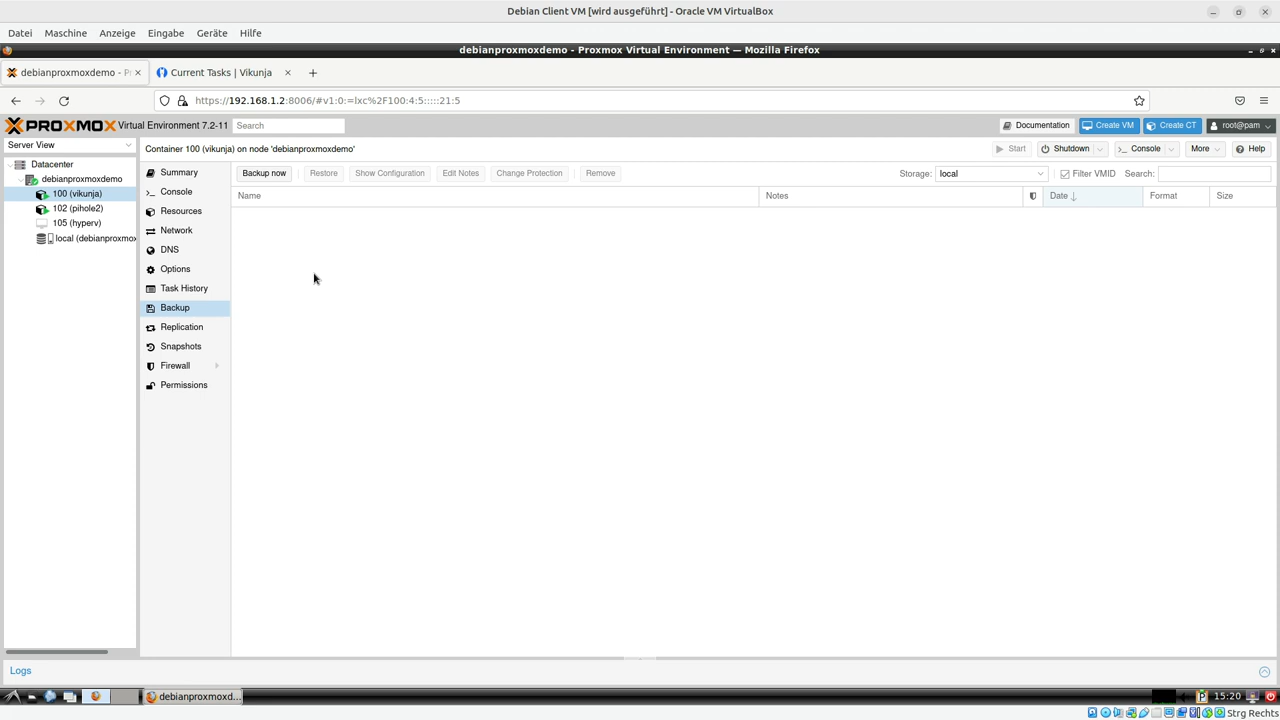 Debian Client VM [wird ausgeführt] - Oracle VM VirtualBox
Datei Maschine Anzeige Eingabe Geräte Hilfe
debianproxmoxdemo - Proxmox Virtual Environment — Mozilla Firefox
debianproxmoxdemo - P
Current Tasks | Vikunja
https://192.168.1.2:8006/#v1:0:=lxc%2F100:4:5:::::21:5
PROXMOX Virtual Environment 7.2-11 Search Documentation Create VM Create CT root@pam
Server View
Container 100 (vikunja) on node 'debianproxmoxdemo' Start Shutdown Console More Help
Datacenter
debianproxmoxdemo
100 (vikunja)
102 (pihole2)
105 (hyperv)
local (debianproxmox
Summary
Console
Resources
Network
DNS
Options
Task History
Backup
Replication
Snapshots
Firewall
Permissions
Backup now Restore Show Configuration Edit Notes Change Protection Remove Storage: local Filter VMID Search:
Name Notes Date Format Size
Logs
debianproxmoxd... 15:20
Strg Rechts